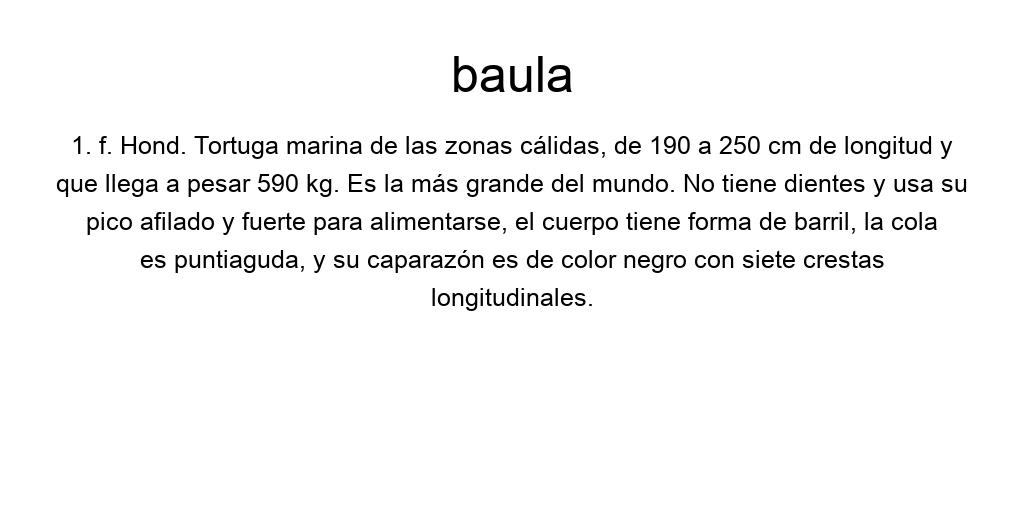 baula
1. f. Hond. Tortuga marina de las zonas cálidas, de 190 a 250 cm de longitud y
que llega a pesar 590 kg. Es la más grande del mundo. No tiene dientes y usa su
pico afilado y fuerte para alimentarse, el cuerpo tiene forma de barril, la cola
es puntiaguda, y su caparazón es de color negro con siete crestas
longitudinales.